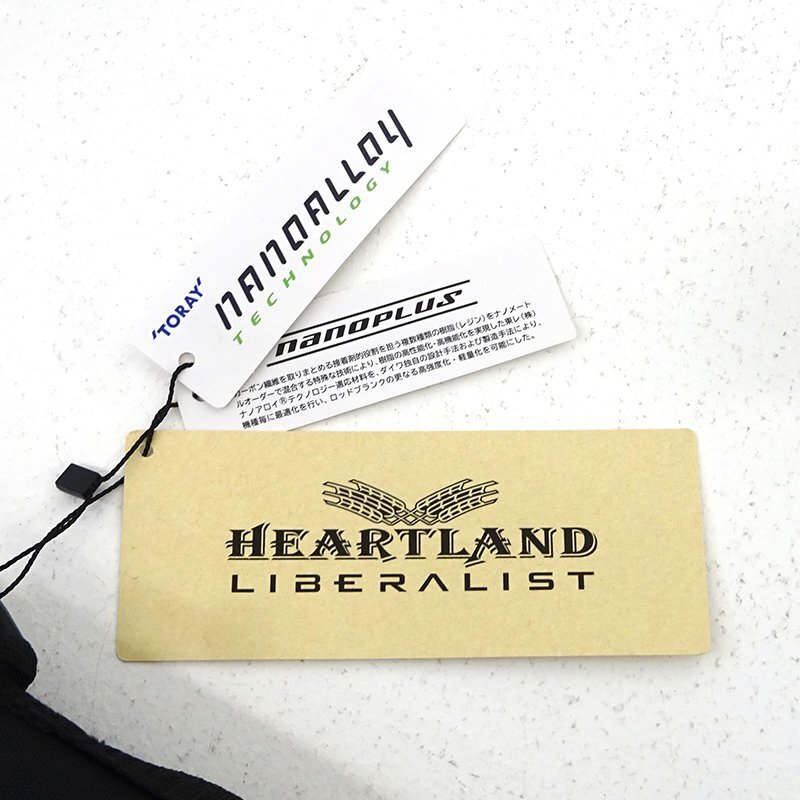 'TORAY'
nanoalloy
TECHNOLOGY
nanoplus
カーボン繊維を取りまとめる接着剤的役割を担う複数種類の樹脂（レジン）をナノメート
ルオーダーで混合する特殊な技術により、樹脂の高性能化・高機能化を実現した東レ（株）
ナノアロイ®テクノロジー適応材料を、ダイワ独自の設計手法および製造手法により、
機種毎に最適化を行い、ロッドブランクの更なる高強度化・軽量化を可能にした。
HEARTLAND
LIBERALIST